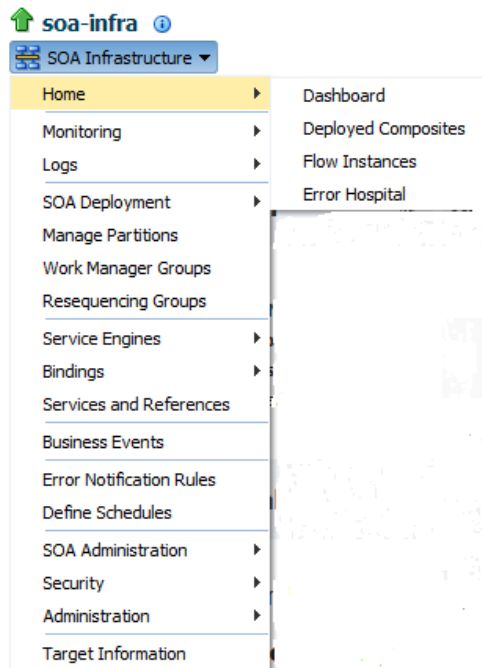 soa-infra
SOA Infrastructure
Home
Dashboard
Deployed Composites
Flow Instances
Error Hospital
Monitoring
Logs
SOA Deployment
Manage Partitions
Work Manager Groups
Resequencing Groups
Service Engines
Bindings
Services and References
Business Events
Error Notification Rules
Define Schedules
SOA Administration
Security
Administration
Target Information